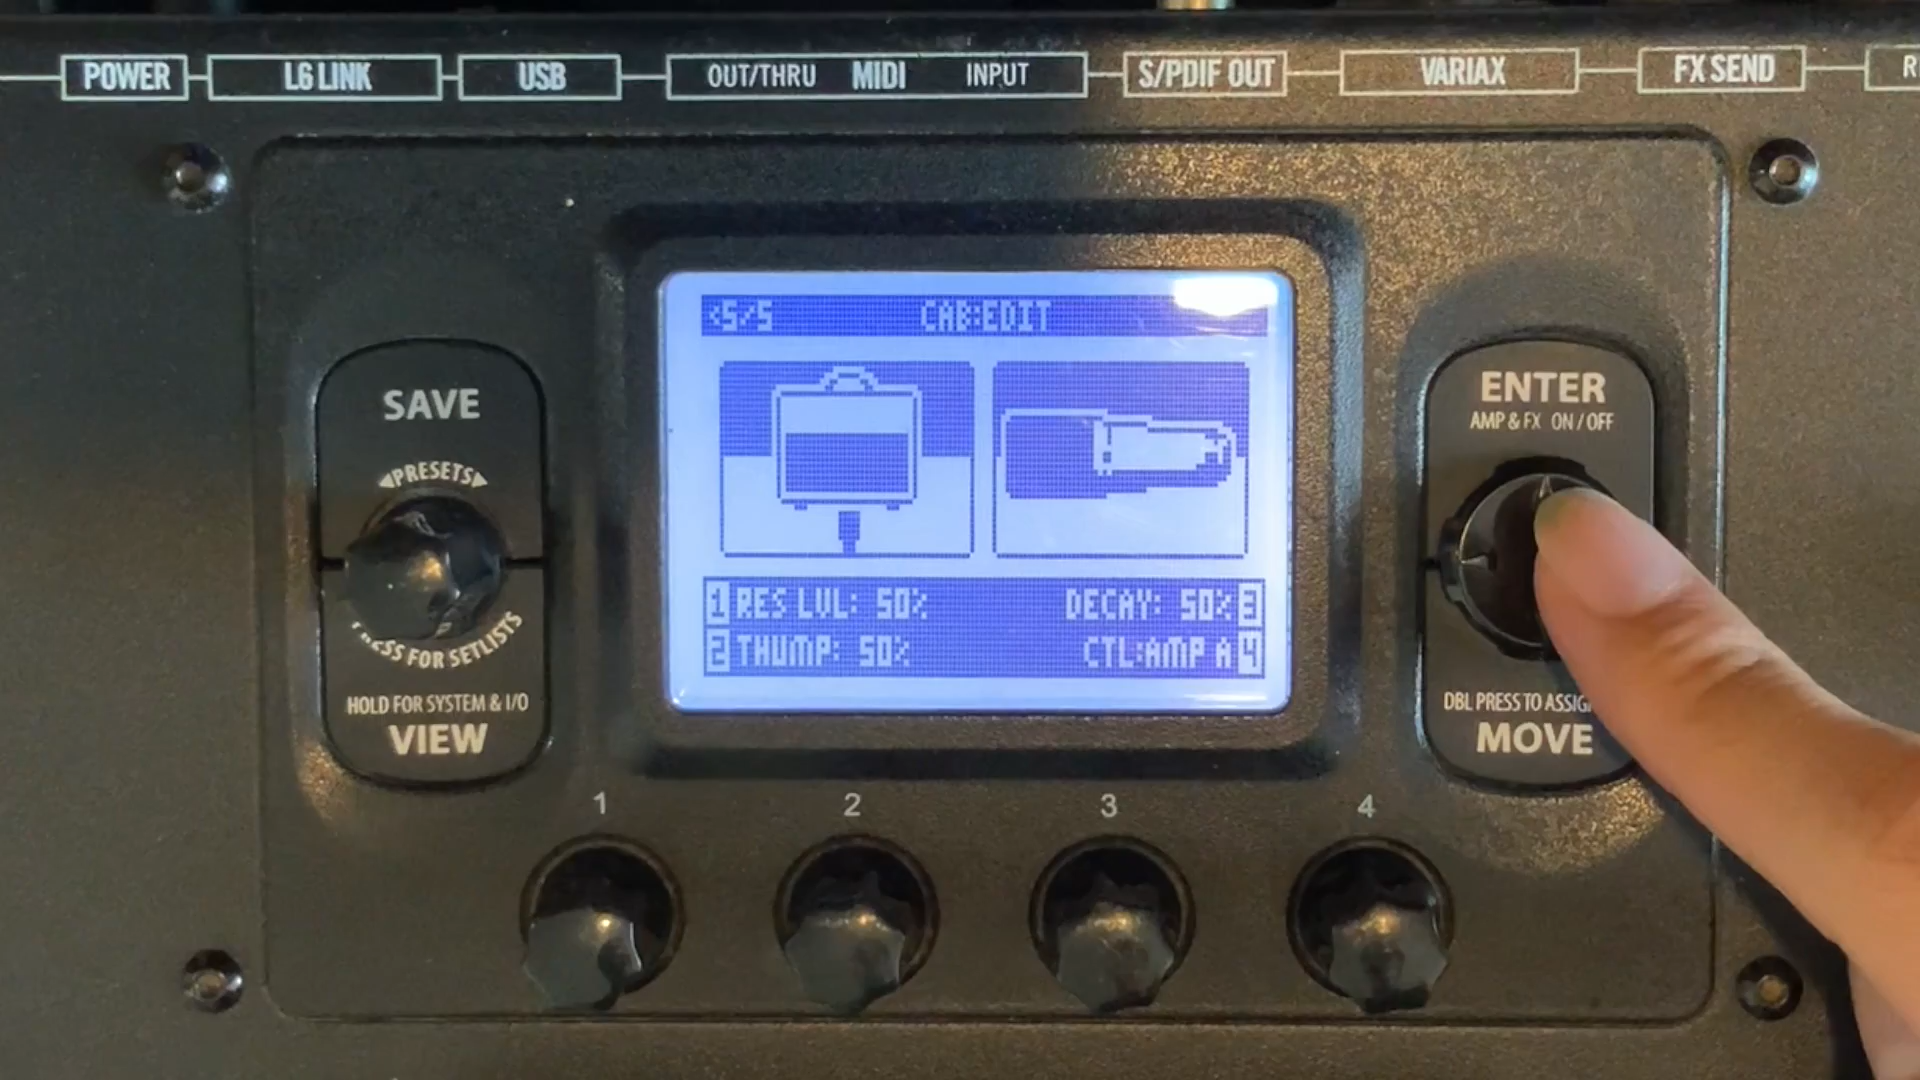 POWER L6 LINK USB OUT/THRU MIDI INPUT S/PDIF OUT VARIAX FX SEND
SAVE
◀PRESETS▶
PRESS FOR SETLISTS
HOLD FOR SYSTEM & I/O
VIEW
<5/5 CAB:EDIT
1 RES LVL: 50% DECAY: 50% 3
2 THUMP: 50% CTL:AMP A 4
ENTER
AMP & FX ON / OFF
DBL PRESS TO
MOVE
1 2 3 4